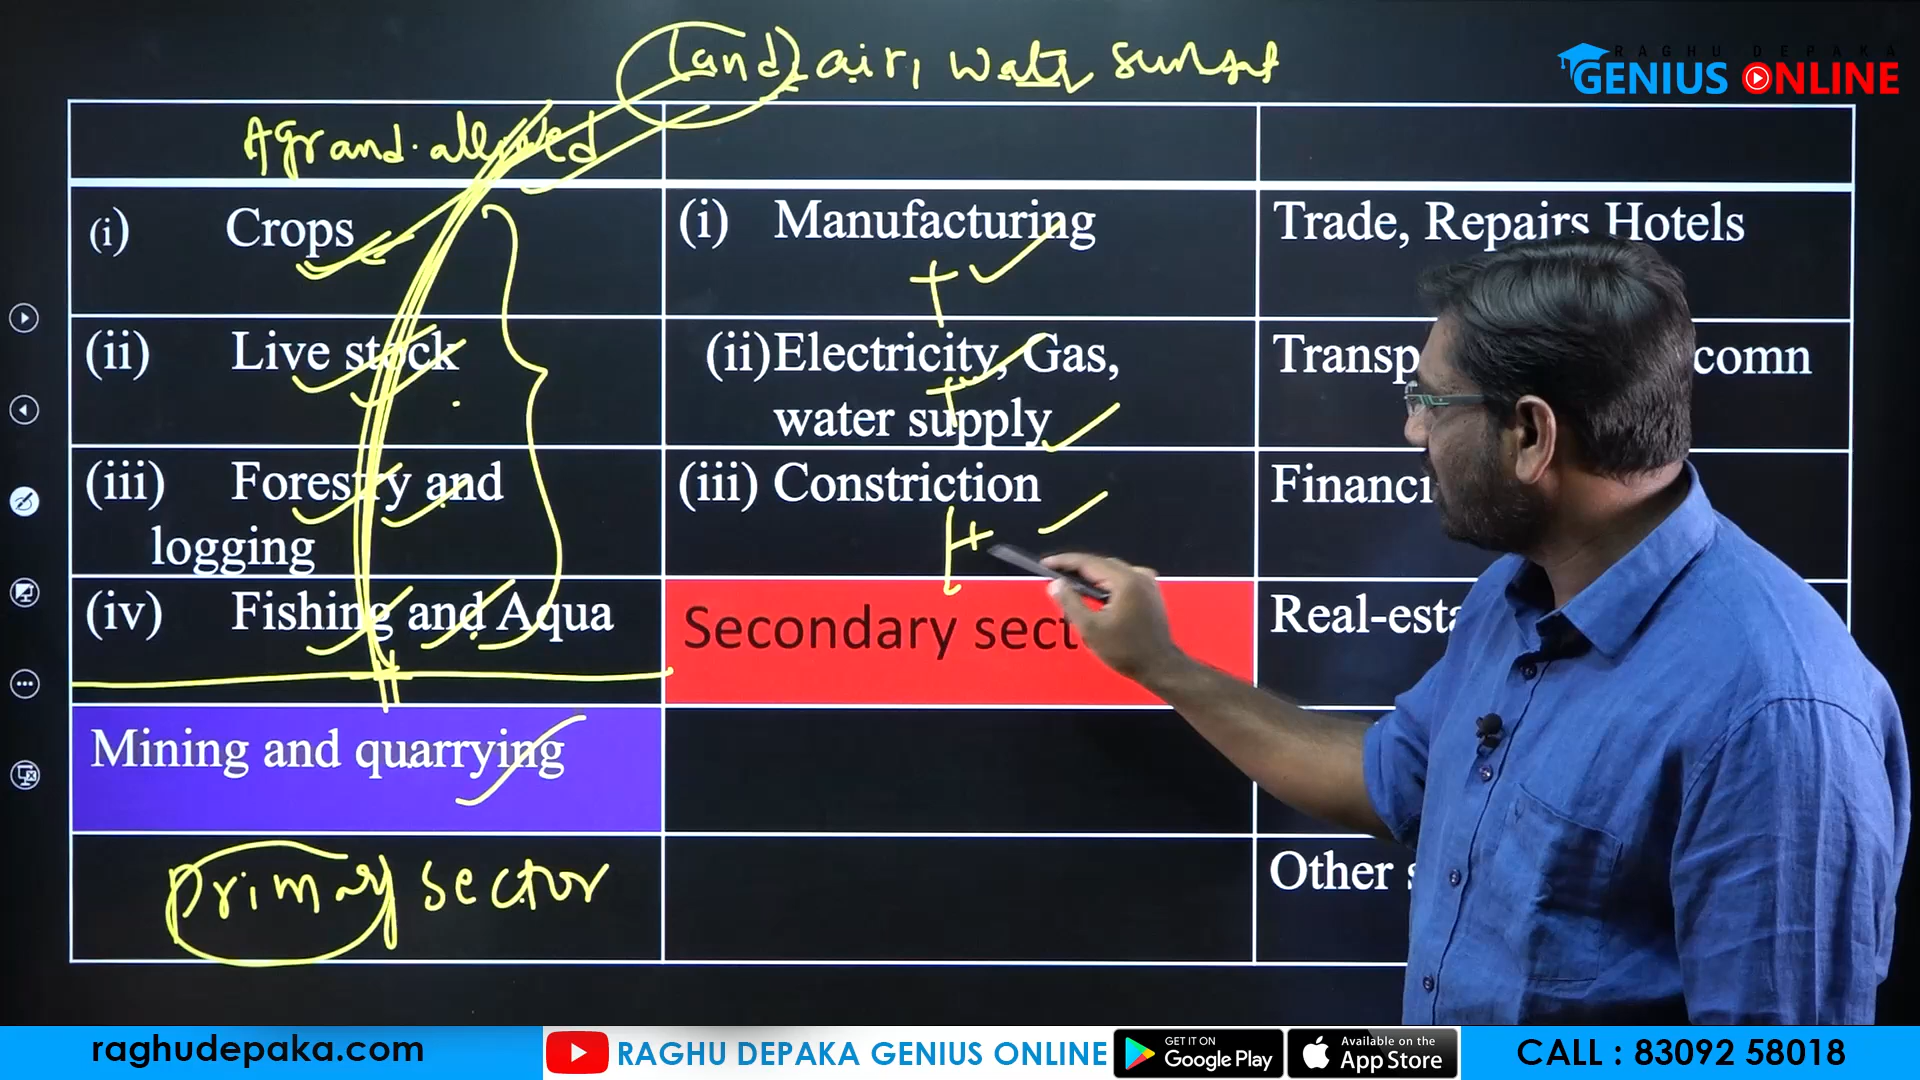 land, air, water sunset
RAGHU DEPAKA
GENIUS ONLINE
Agr and allied
(i) Crops
(i) Manufacturing
Trade, Repairs Hotels
(ii) Live stock
(ii)Electricity, Gas,
water supply
Transp comn
(iii) Forestry and
logging
(iii) Constriction
Financi
(iv) Fishing and Aqua
Secondary sect
Real-esta
Mining and quarrying
Primary sector
Other s
raghudepaka.com
RAGHU DEPAKA GENIUS ONLINE
GET IT ON
Google Play
Available on the
App Store
CALL : 83092 58018